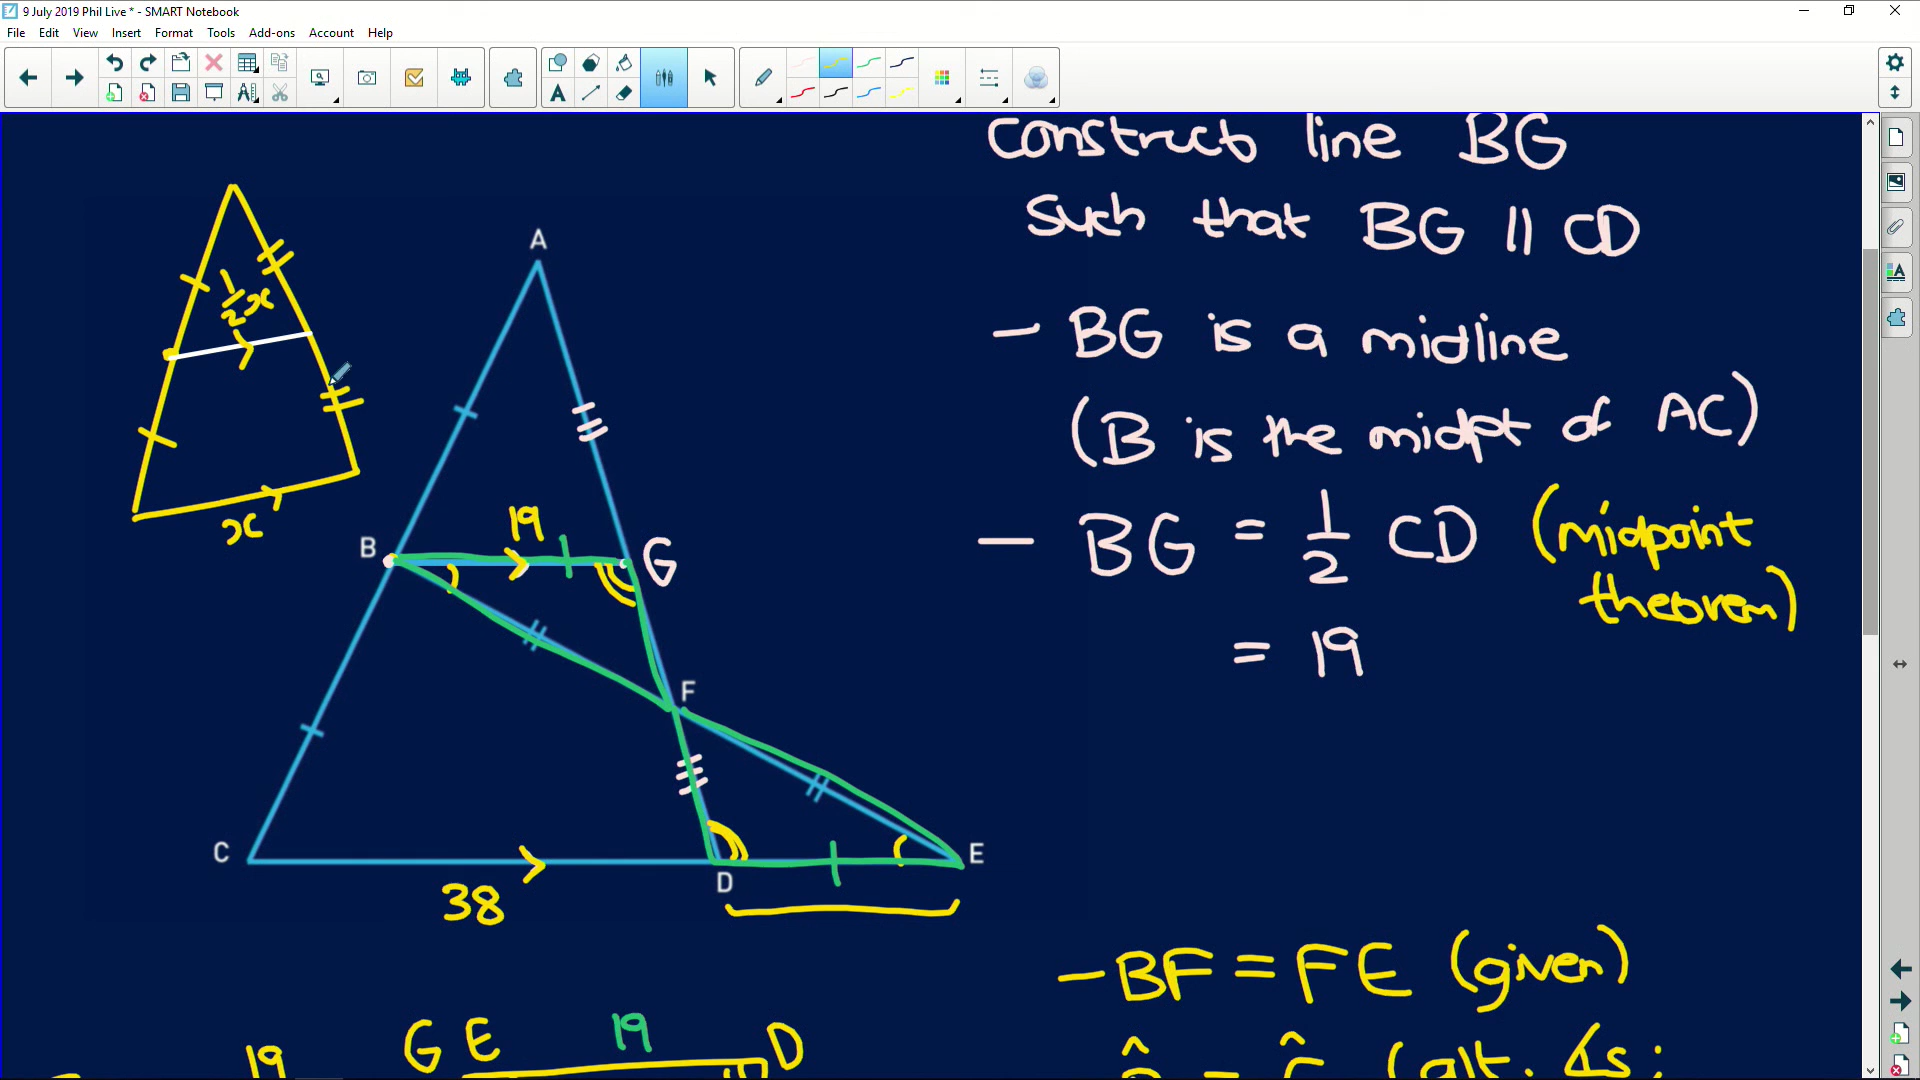 9 July 2019 Phil Live * - SMART Notebook
File Edit View Insert Format Tools Add-ons Account Help
construct line BG
such that BG || CD
- BG is a midline
(B is the midpt of AC)
- BG = 1/2 CD (midpoint theorem)
= 19
1/2 x
x
A
B
19
G
F
C
38
D
E
- BF = FE (given)
G E 19 D
19
(alt. ∠s;